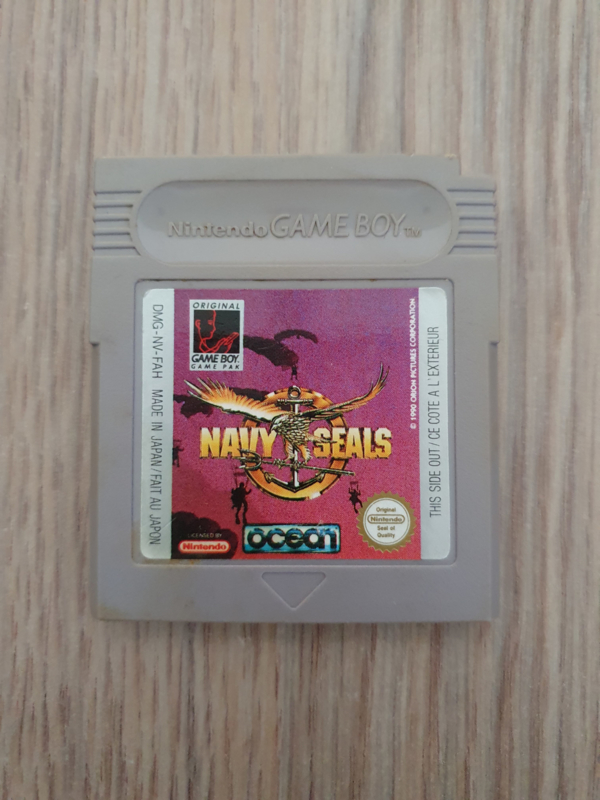 Nintendo GAME BOY TM
ORIGINAL
GAME BOY
GAME PAK
DMG-NV-FAH MADE IN JAPAN/FAIT AU JAPON
© 1990 ORION PICTURES CORPORATION
THIS SIDE OUT/CE COTE A L'EXTERIEUR
NAVY SEALS
LICENSED BY
Nintendo
ocean
Original
Nintendo
Seal of
Quality